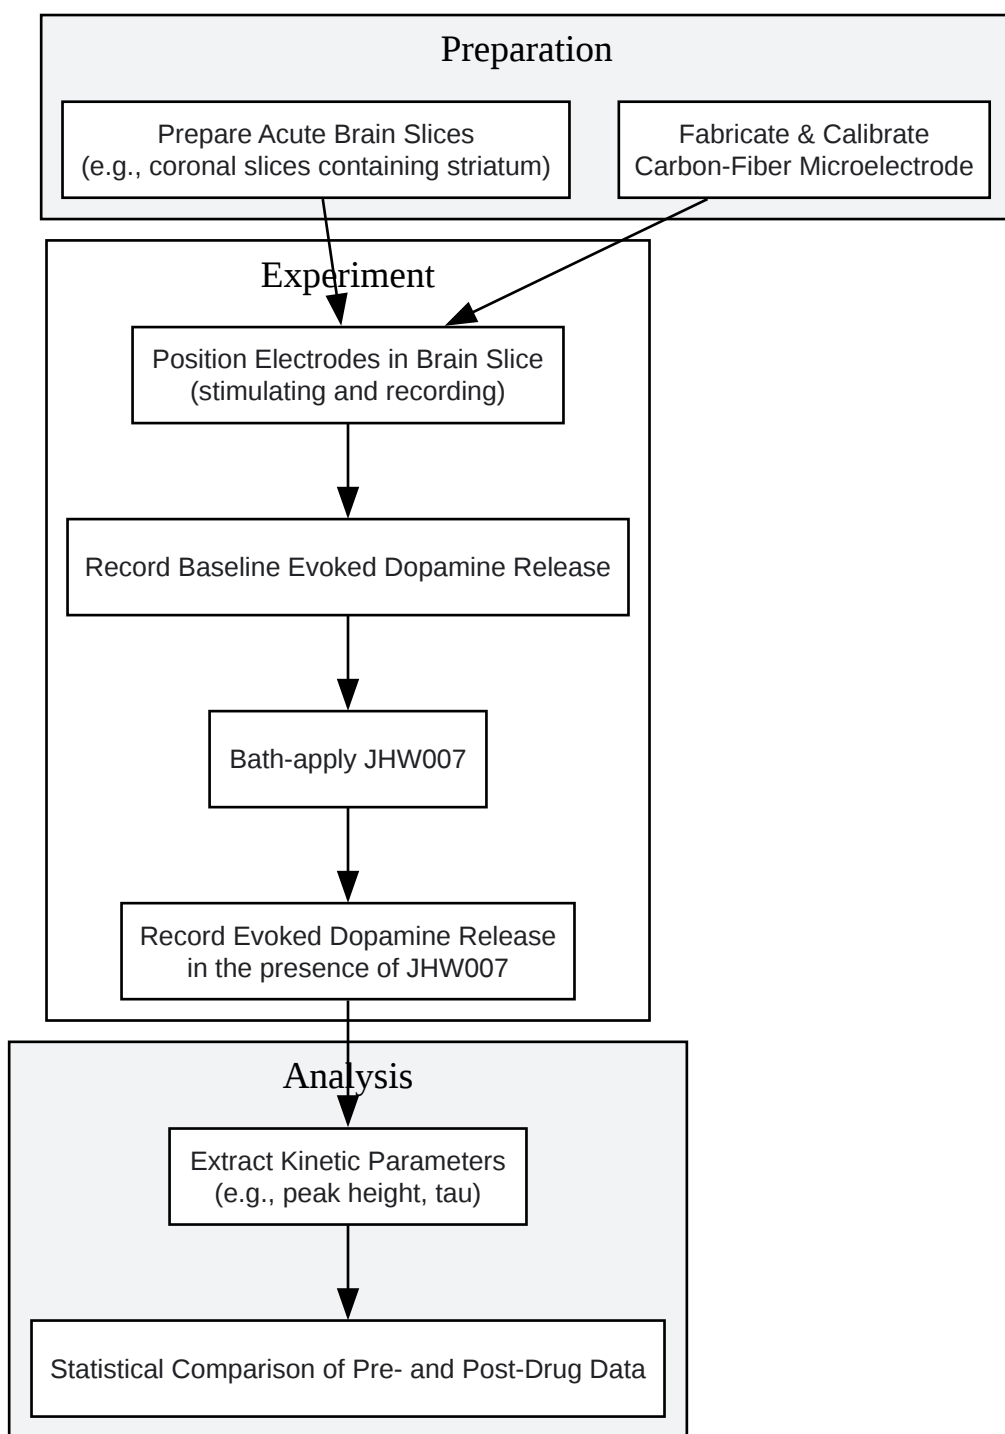 Preparation
Prepare Acute Brain Slices
(e.g., coronal slices containing striatum)
Fabricate & Calibrate
Carbon-Fiber Microelectrode
Experiment
Position Electrodes in Brain Slice
(stimulating and recording)
Record Baseline Evoked Dopamine Release
Bath-apply JHW007
Record Evoked Dopamine Release
in the presence of JHW007
Analysis
Extract Kinetic Parameters
(e.g., peak height, tau)
Statistical Comparison of Pre- and Post-Drug Data